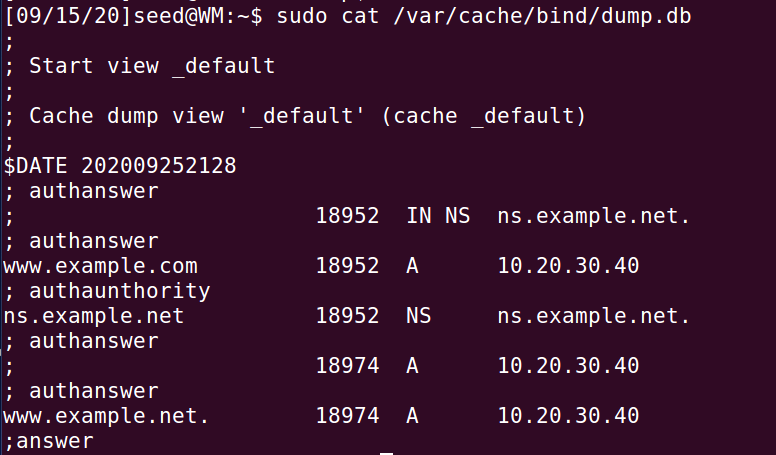 [09/15/20]seed@WM:~$ sudo cat /var/cache/bind/dump.db
;
; Start view _default
;
; Cache dump view '_default' (cache _default)
;
$DATE 202009252128
; authanswer
;                       18952  IN NS  ns.example.net.
; authanswer
www.example.com         18952  A      10.20.30.40
; authaunthority
ns.example.net          18952  NS     ns.example.net.
; authanswer
;                       18974  A      10.20.30.40
; authanswer
www.example.net.        18974  A      10.20.30.40
;answer